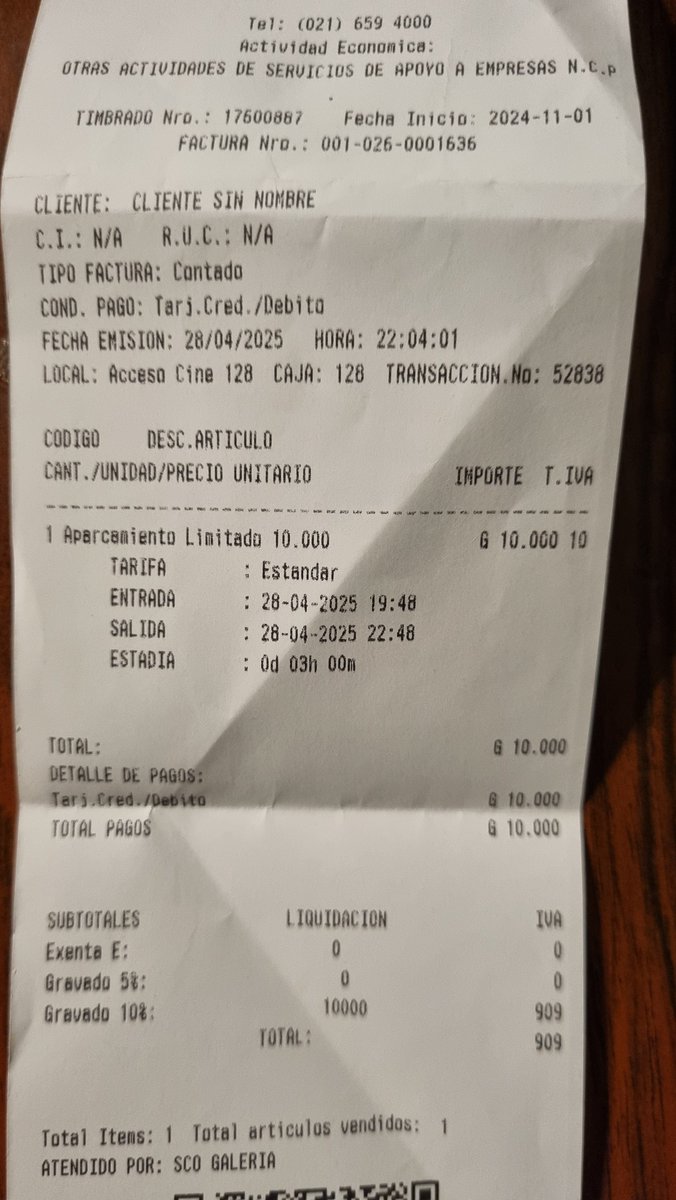 Tel: (021) 659 4000
Actividad Economica:
OTRAS ACTIVIDADES DE SERVICIOS DE APOYO A EMPRESAS N.C.p
TIMBRADO Nro.: 17600887 Fecha Inicio: 2024-11-01
FACTURA Nro.: 001-026-0001636
CLIENTE: CLIENTE SIN NOMBRE
C.I.: N/A R.U.C.: N/A
TIPO FACTURA: Contado
COND. PAGO: Tarj.Cred./Debito
FECHA EMISION: 28/04/2025 HORA: 22:04:01
LOCAL: Acceso Cine 128 CAJA: 128 TRANSACCION.No: 52838
CODIGO DESC.ARTICULO
CANT./UNIDAD/PRECIO UNITARIO IMPORTE T.IVA
1 Aparcamiento Limitado 10.000 G 10.000 10
TARIFA : Estandar
ENTRADA : 28-04-2025 19:48
SALIDA : 28-04-2025 22:48
ESTADIA : 0d 03h 00m
TOTAL: G 10.000
DETALLE DE PAGOS:
Tarj.Cred./Debito G 10.000
TOTAL PAGOS G 10.000
SUBTOTALES LIQUIDACION IVA
Exenta E: 0 0
Gravado 5%: 0 0
Gravado 10%: 10000 909
TOTAL: 909
Total Items: 1 Total articulos vendidos: 1
ATENDIDO POR: SCO GALERIA